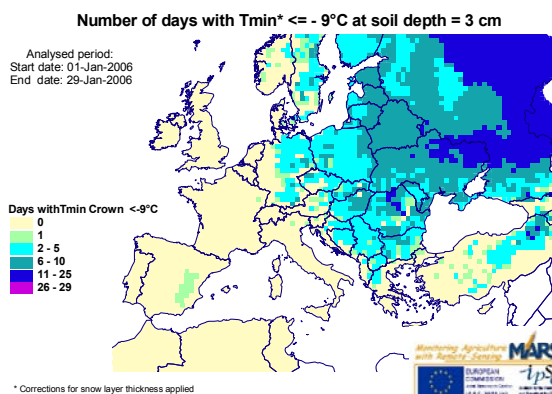 Number of days with Tmin* <= - 9°C at soil depth = 3 cm
Analysed period:
Start date: 01-Jan-2006
End date: 29-Jan-2006
Days withTmin Crown <-9°C
0
1
2 - 5
6 - 10
11 - 25
26 - 29
Monitoring Agriculture
with Remote Sensing
MARS
EUROPEAN
COMMISSION
* Corrections for snow layer thickness applied